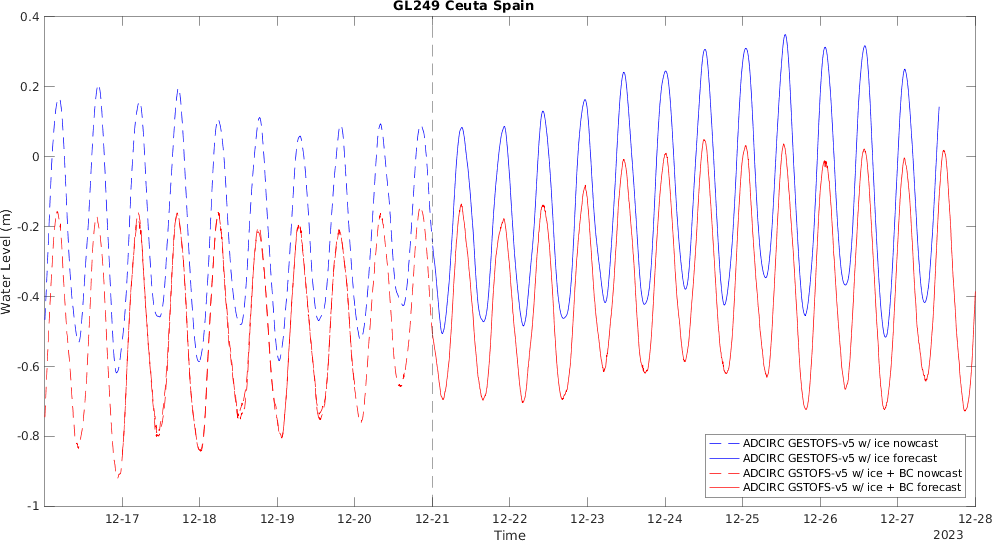 GL249 Ceuta Spain
0.4
0.2
0
-0.2
-0.4
-0.6
-0.8
-1
Water Level (m)
ADCIRC GESTOFS-v5 w/ ice nowcast
ADCIRC GESTOFS-v5 w/ ice forecast
ADCIRC GSTOFS-v5 w/ ice + BC nowcast
ADCIRC GSTOFS-v5 w/ ice + BC forecast
12-17 12-18 12-19 12-20 12-21 12-22 12-23 12-24 12-25 12-26 12-27 12-28
Time
2023